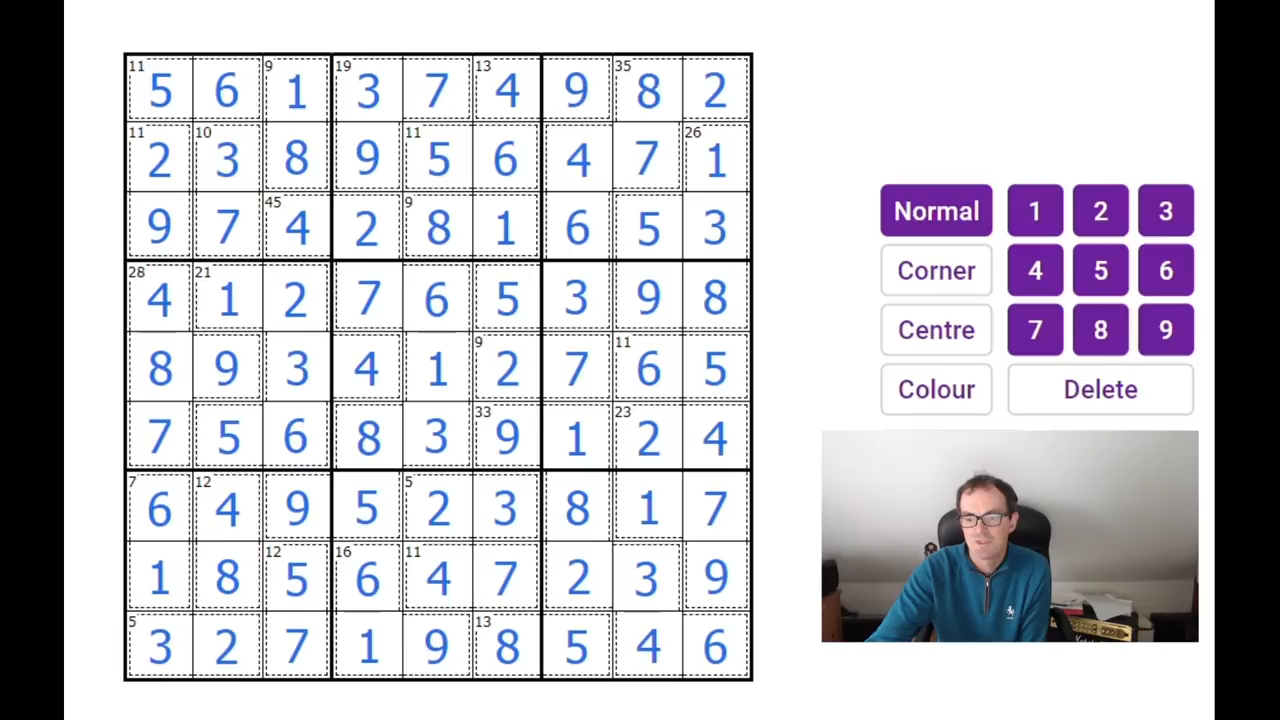 11 9 19 13 35
5 6 1 3 7 4 9 8 2
11 10 11 26
2 3 8 9 5 6 4 7 1
45 9
9 7 4 2 8 1 6 5 3
28 21
4 1 2 7 6 5 3 9 8
9 11
8 9 3 4 1 2 7 6 5
33 23
7 5 6 8 3 9 1 2 4
7 12 5
6 4 9 5 2 3 8 1 7
12 16 11
1 8 5 6 4 7 2 3 9
5 13
3 2 7 1 9 8 5 4 6
Normal 1 2 3
Corner 4 5 6
Centre 7 8 9
Colour Delete